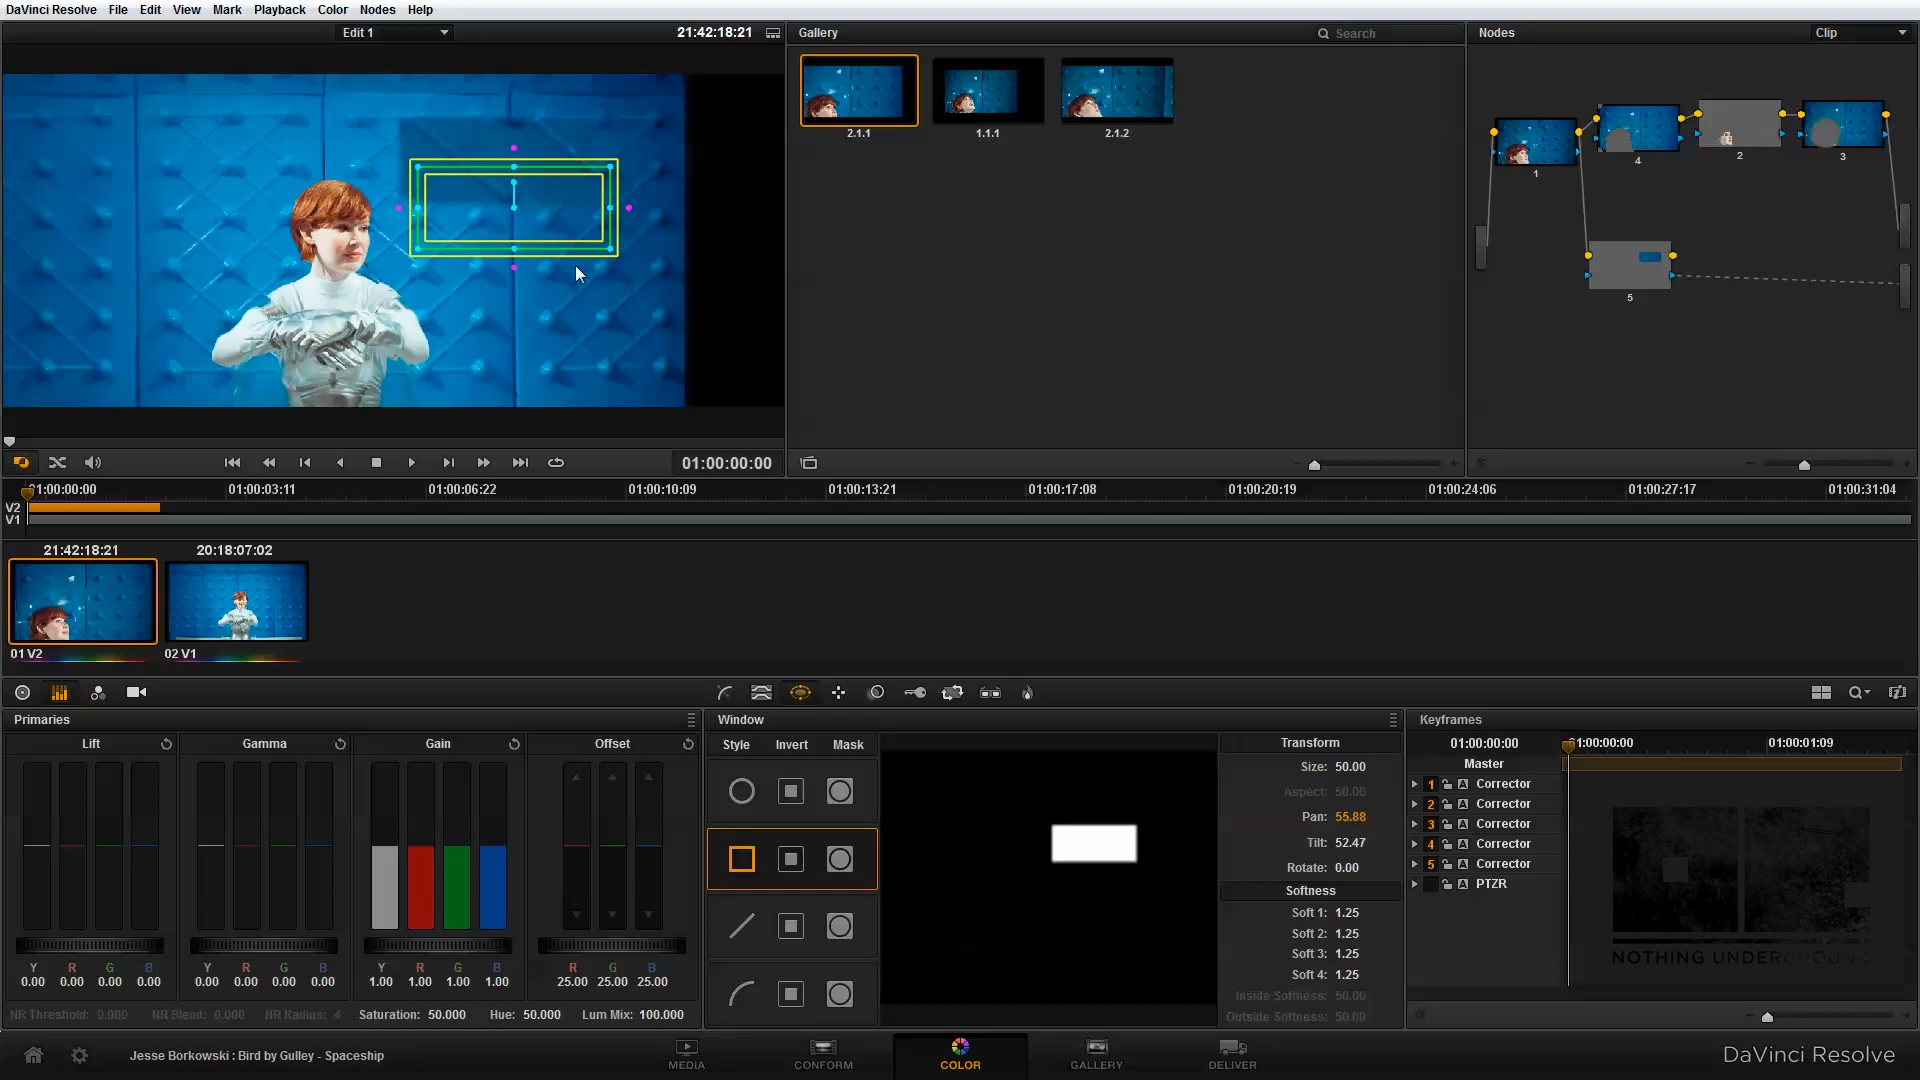 DaVinci Resolve File Edit View Mark Playback Color Nodes Help
Edit 1 21:42:18:21 Gallery Search Nodes Clip
2.1.1 1.1.1 2.1.2
1 4 2 3
5
01:00:00:00
01:00:00:00 01:00:03:11 01:00:06:22 01:00:10:09 01:00:13:21 01:00:17:08 01:00:20:19 01:00:24:06 01:00:27:17 01:00:31:04
V2
V1
21:42:18:21 20:18:07:02
01 V2 02 V1
Primaries
Lift Gamma Gain Offset
Y R G B Y R G B Y R G B R G B
0.00 0.00 0.00 0.00 0.00 0.00 0.00 0.00 1.00 1.00 1.00 1.00 25.00 25.00 25.00
NR Threshold: 0.000 NR Blend: 0.000 NR Radius: 4 Saturation: 50.000 Hue: 50.000 Lum Mix: 100.000
Window
Style Invert Mask
Transform
Size: 50.00
Aspect: 50.00
Pan: 55.88
Tilt: 52.47
Rotate: 0.00
Softness
Soft 1: 1.25
Soft 2: 1.25
Soft 3: 1.25
Soft 4: 1.25
Inside Softness: 50.00
Outside Softness: 50.00
Keyframes
01:00:00:00 01:00:00:00 01:00:01:09
Master
1 A Corrector
2 A Corrector
3 A Corrector
4 A Corrector
5 A Corrector
A PTZR
NOTHING UNDERGROUND
Jesse Borkowski : Bird by Gulley - Spaceship
MEDIA CONFORM COLOR GALLERY DELIVER
DaVinci Resolve